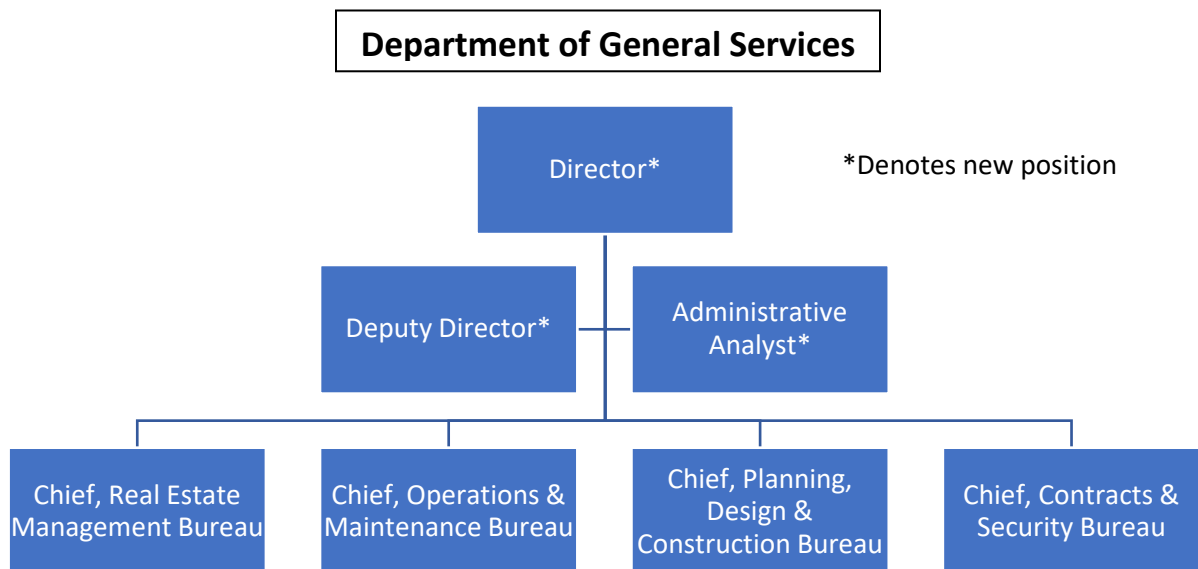 Department of General Services
Director*
*Denotes new position
Deputy Director*
Administrative
Analyst*
Chief, Real Estate
Management Bureau
Chief, Operations &
Maintenance Bureau
Chief, Planning,
Design &
Construction Bureau
Chief, Contracts &
Security Bureau